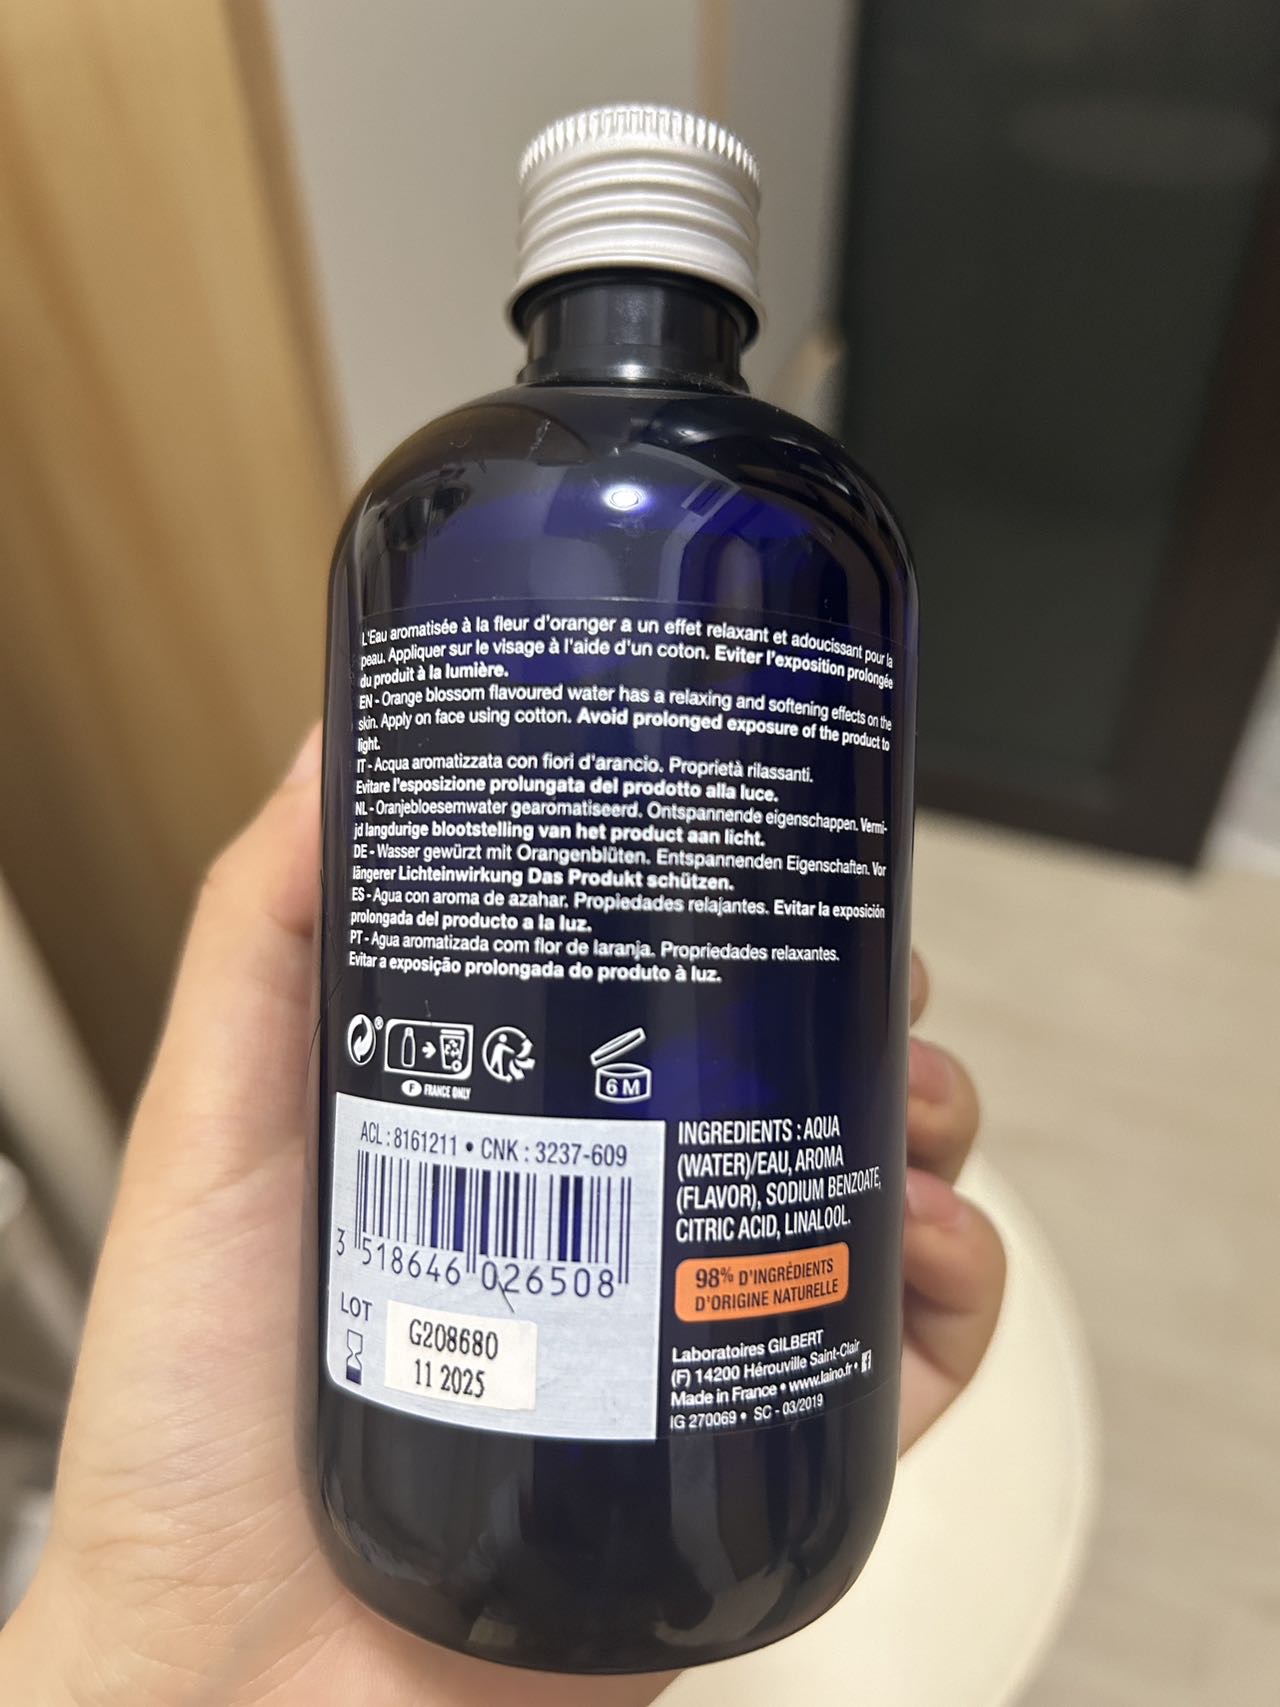 L'Eau aromatisée à la fleur d'oranger a un effet relaxant et adoucissant pour la
peau. Appliquer sur le visage à l'aide d'un coton. Eviter l'exposition prolongée
du produit à la lumière.
EN - Orange blossom flavoured water has a relaxing and softening effects on the
skin. Apply on face using cotton. Avoid prolonged exposure of the product to
light.
IT - Acqua aromatizzata con fiori d'arancio. Proprietà rilassanti.
Evitare l'esposizione prolungata del prodotto alla luce.
NL - Oranjebloesemwater gearomatiseerd. Ontspannende eigenschappen. Vermi-
jd langdurige blootstelling van het product aan licht.
DE - Wasser gewürzt mit Orangenblüten. Entspannenden Eigenschaften. Vor
längerer Lichteinwirkung Das Produkt schützen.
ES - Agua con aroma de azahar. Propiedades relajantes. Evitar la exposición
prolongada del producto a la luz.
PT - Agua aromatizada com flor de laranja. Propriedades relaxantes.
Evitar a exposição prolongada do produto à luz.
®
F FRANCE ONLY
6 M
ACL : 8161211 • CNK : 3237-609
3 518646 026508
LOT
G208680
11 2025
INGREDIENTS : AQUA
(WATER)/EAU, AROMA
(FLAVOR), SODIUM BENZOATE,
CITRIC ACID, LINALOOL.
98% D'INGRÉDIENTS
D'ORIGINE NATURELLE
Laboratoires GILBERT
(F) 14200 Hérouville Saint-Clair
Made in France • www.laino.fr • f
IG 270069 • SC - 03/2019